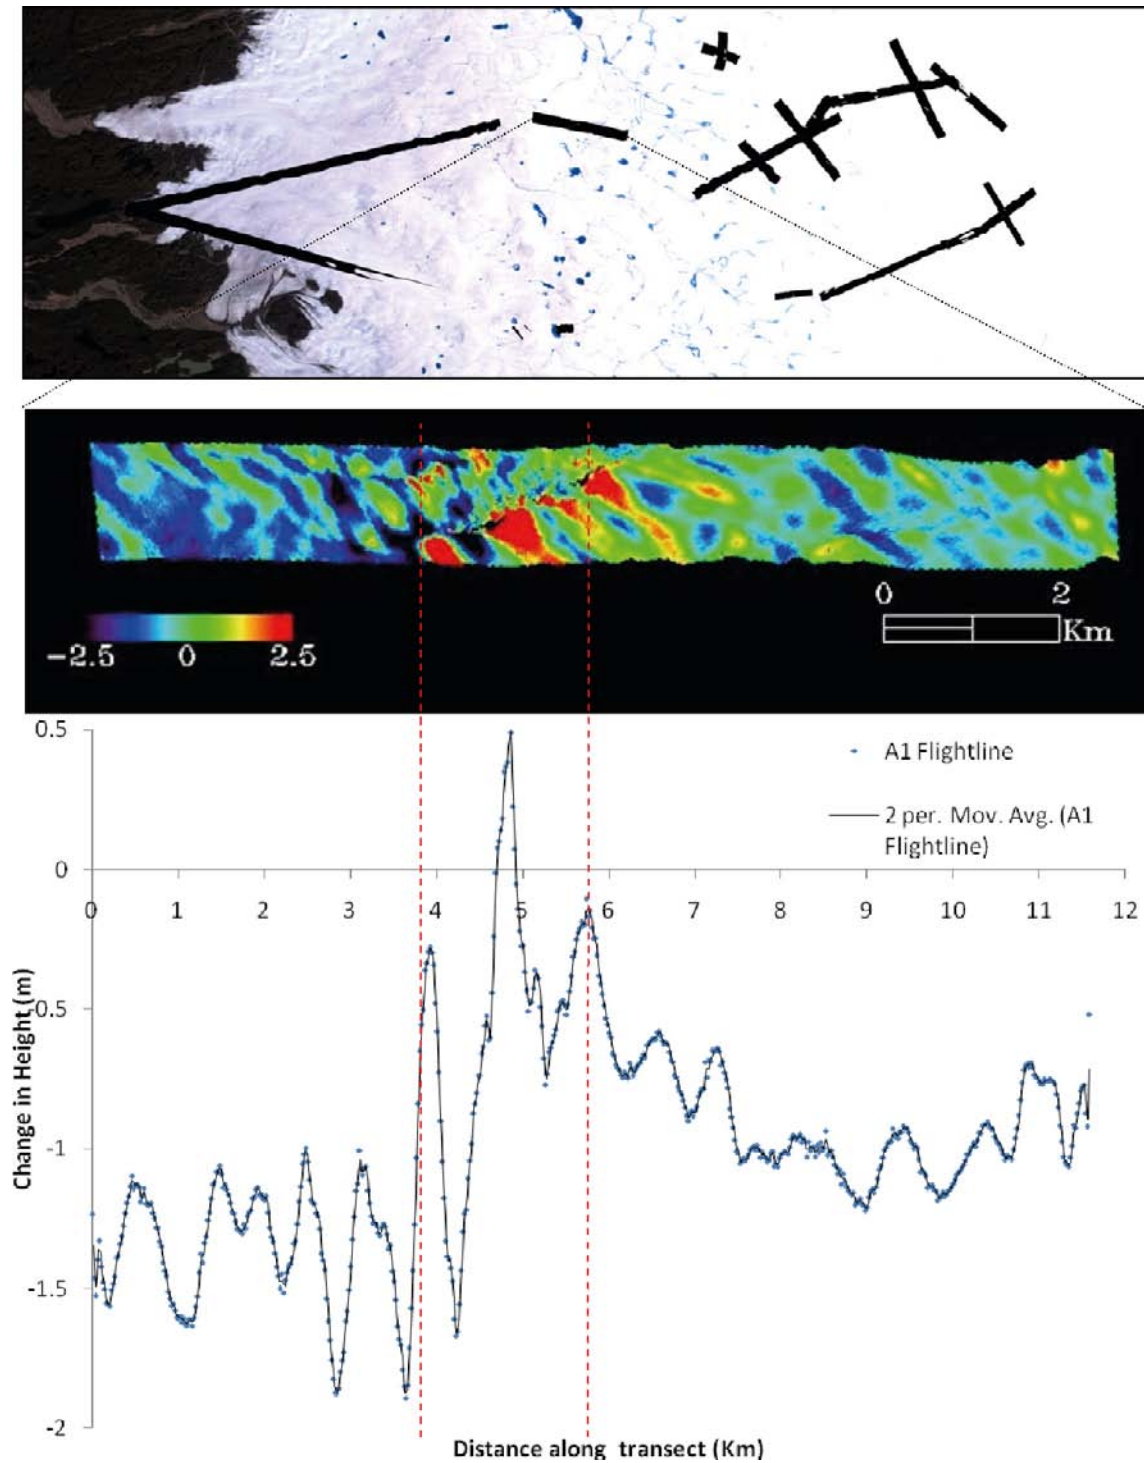 0 2
Km
-2.5 0 2.5
0.5
A1 Flightline
2 per. Mov. Avg. (A1
Flightline)
0
0 1 2 3 4 5 6 7 8 9 10 11 12
-0.5
-1
-1.5
-2
Change in Height (m)
Distance along transect (Km)